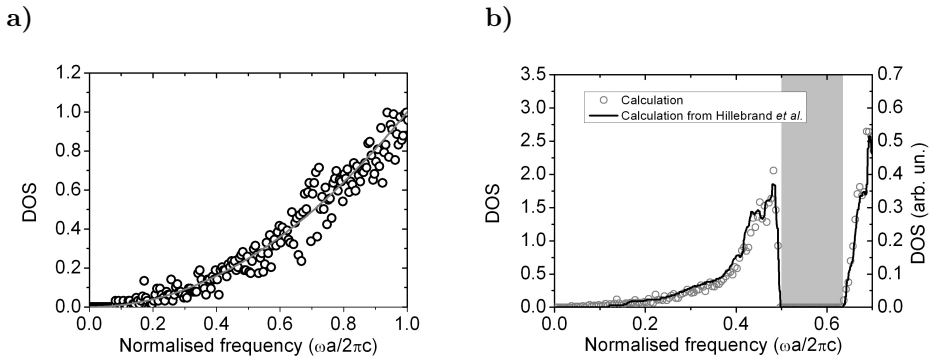 a)
b)
1.2
1.0
0.8
0.6
0.4
0.2
0.0
DOS
0.0 0.2 0.4 0.6 0.8 1.0
Normalised frequency (ωa/2πc)
3.5
3.0
2.5
2.0
1.5
1.0
0.5
0.0
DOS
Calculation
Calculation from Hillebrand et al.
0.7
0.6
0.5
0.4
0.3
0.2
0.1
0.0
DOS (arb. un.)
0.0 0.2 0.4 0.6
Normalised frequency (ωa/2πc)